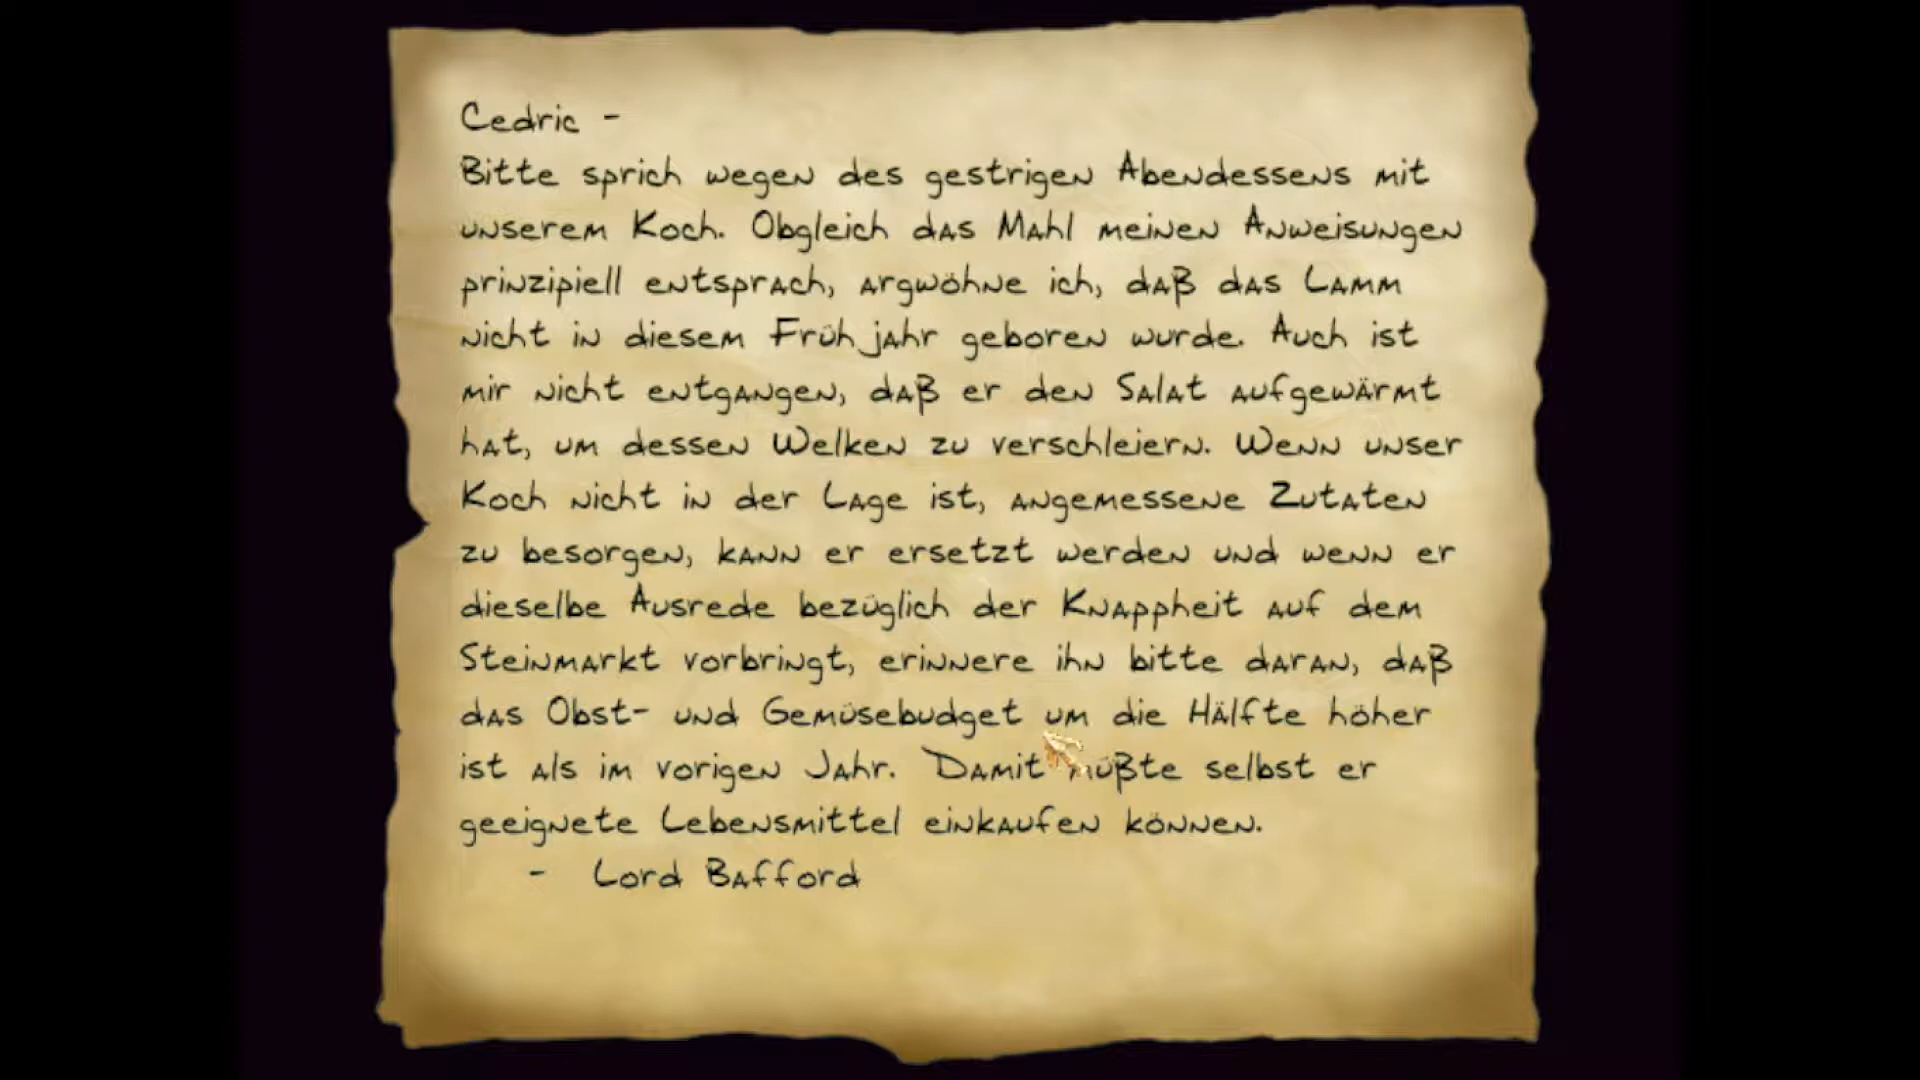 Cedric -
Bitte sprich wegen des gestrigen Abendessens mit
unserem Koch. Obgleich das Mahl meinen Anweisungen
prinzipiell entsprach, argwöhne ich, daß das Lamm
nicht in diesem Frühjahr geboren wurde. Auch ist
mir nicht entgangen, daß er den Salat aufgewärmt
hat, um dessen Welken zu verschleiern. Wenn unser
Koch nicht in der Lage ist, angemessene Zutaten
zu besorgen, kann er ersetzt werden und wenn er
dieselbe Ausrede bezüglich der Knappheit auf dem
Steinmarkt vorbringt, erinnere ihn bitte daran, daß
das Obst- und Gemüsebudget um die Hälfte höher
ist als im vorigen Jahr. Damit müßte selbst er
geeignete Lebensmittel einkaufen können.
- Lord Bafford